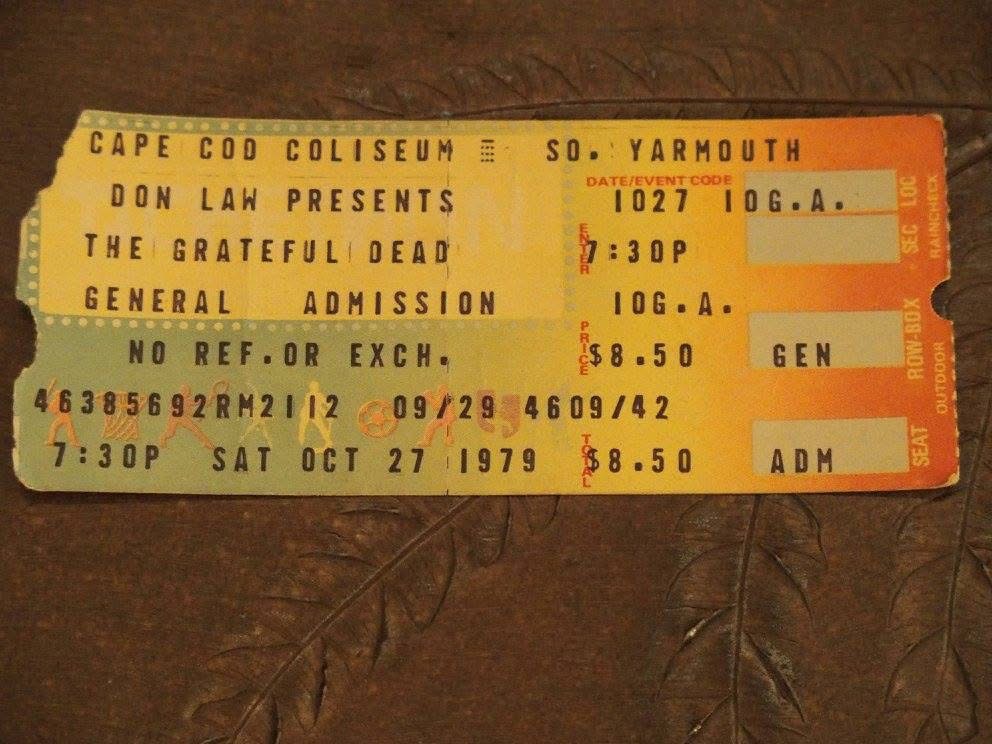 CAPE COD COLISEUM SO. YARMOUTH
DATE/EVENT CODE
DON LAW PRESENTS 1027 IOG.A.
SEC LOC
RAINCHECK
THE GRATEFUL DEAD ENTER 7:30P
GENERAL ADMISSION IOG.A.
NO REF.OR EXCH. PRICE $8.50 GEN
ROW-BOX
OUTDOOR
46385692RM2112 09/29 4609/42
7:30P SAT OCT 27 1979 TOTAL $8.50 ADM
SEAT